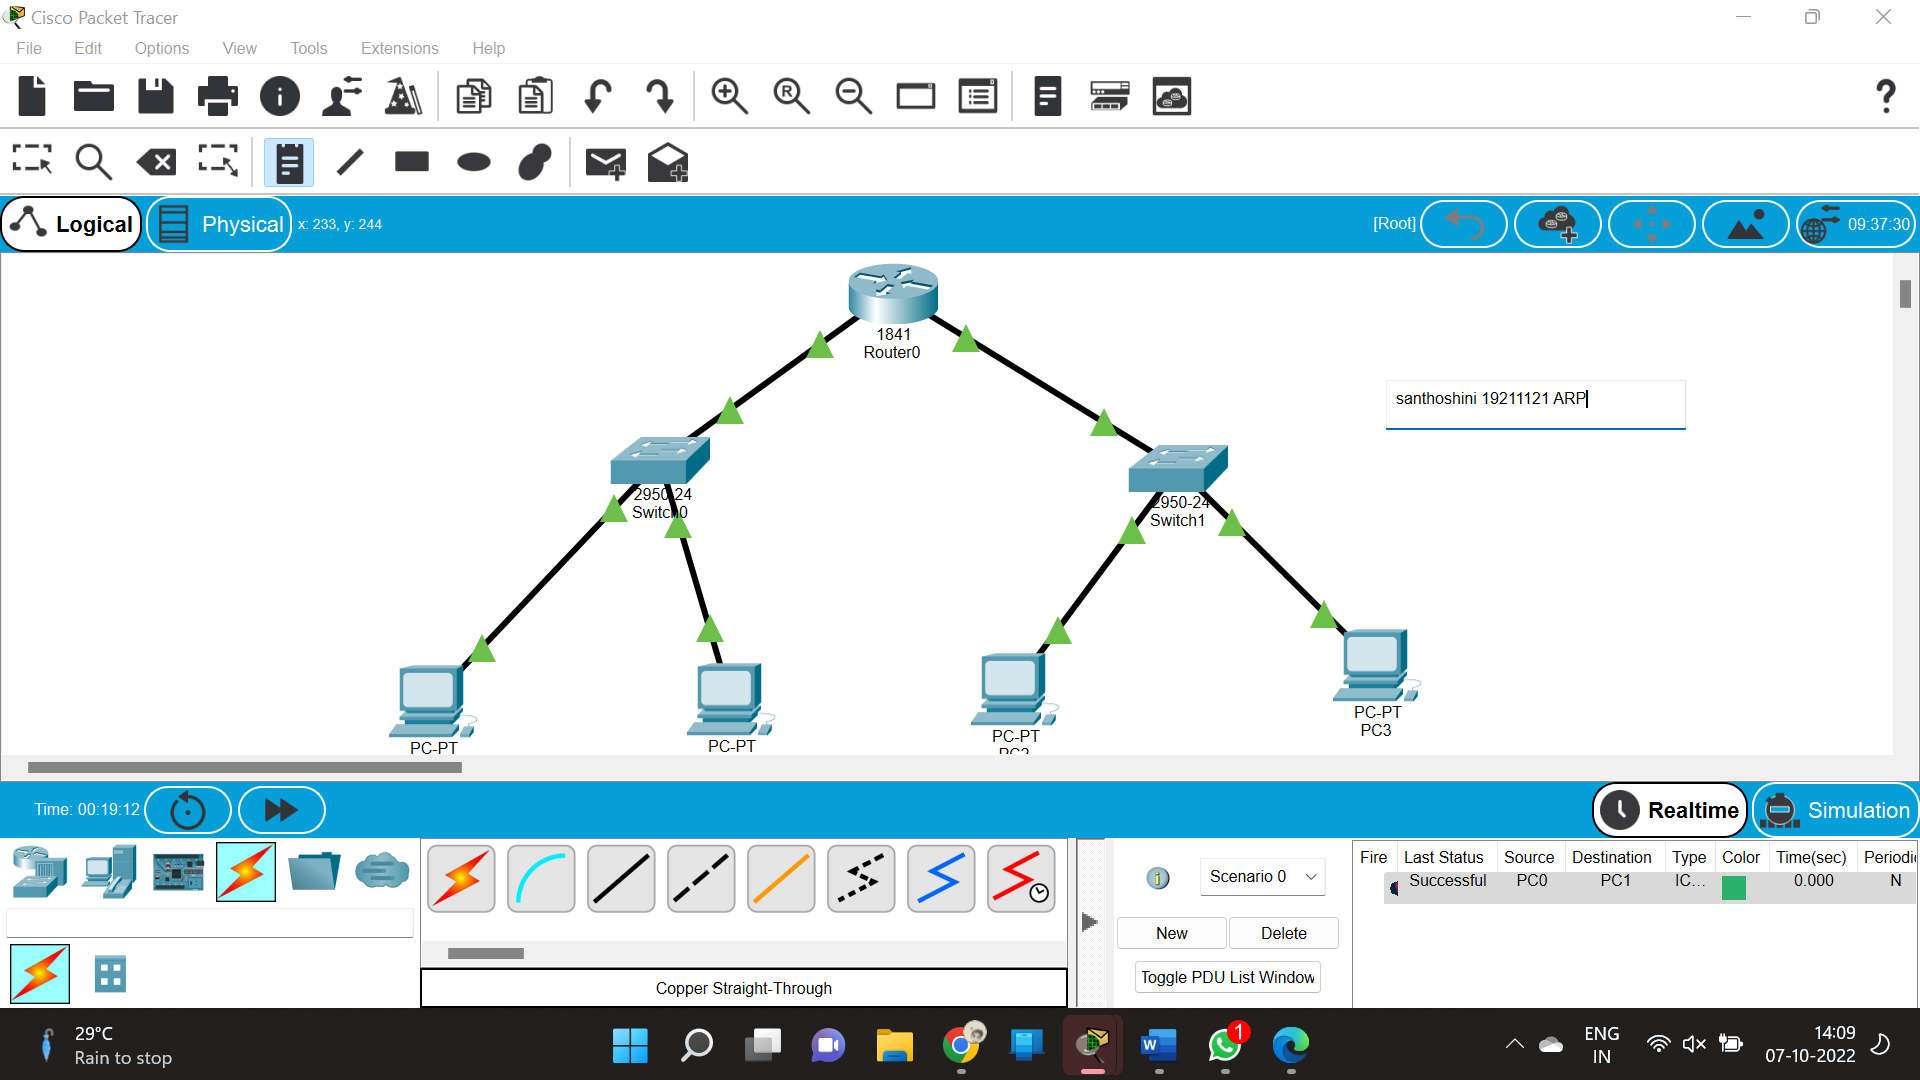 Cisco Packet Tracer
File Edit Options View Tools Extensions Help
Logical Physical x: 233, y: 244 [Root] 09:37:30
1841
Router0
santhoshini 19211121 ARP
2950-24
Switch0
2950-24
Switch1
PC-PT
PC3
PC-PT
PC2
PC-PT
PC-PT
Time: 00:19:12 Realtime Simulation
Fire Last Status Source Destination Type Color Time(sec) Periodic
Successful PC0 PC1 IC... 0.000 N
Scenario 0
New Delete
Toggle PDU List Window
Copper Straight-Through
29°C
Rain to stop
1
ENG
IN
14:09
07-10-2022